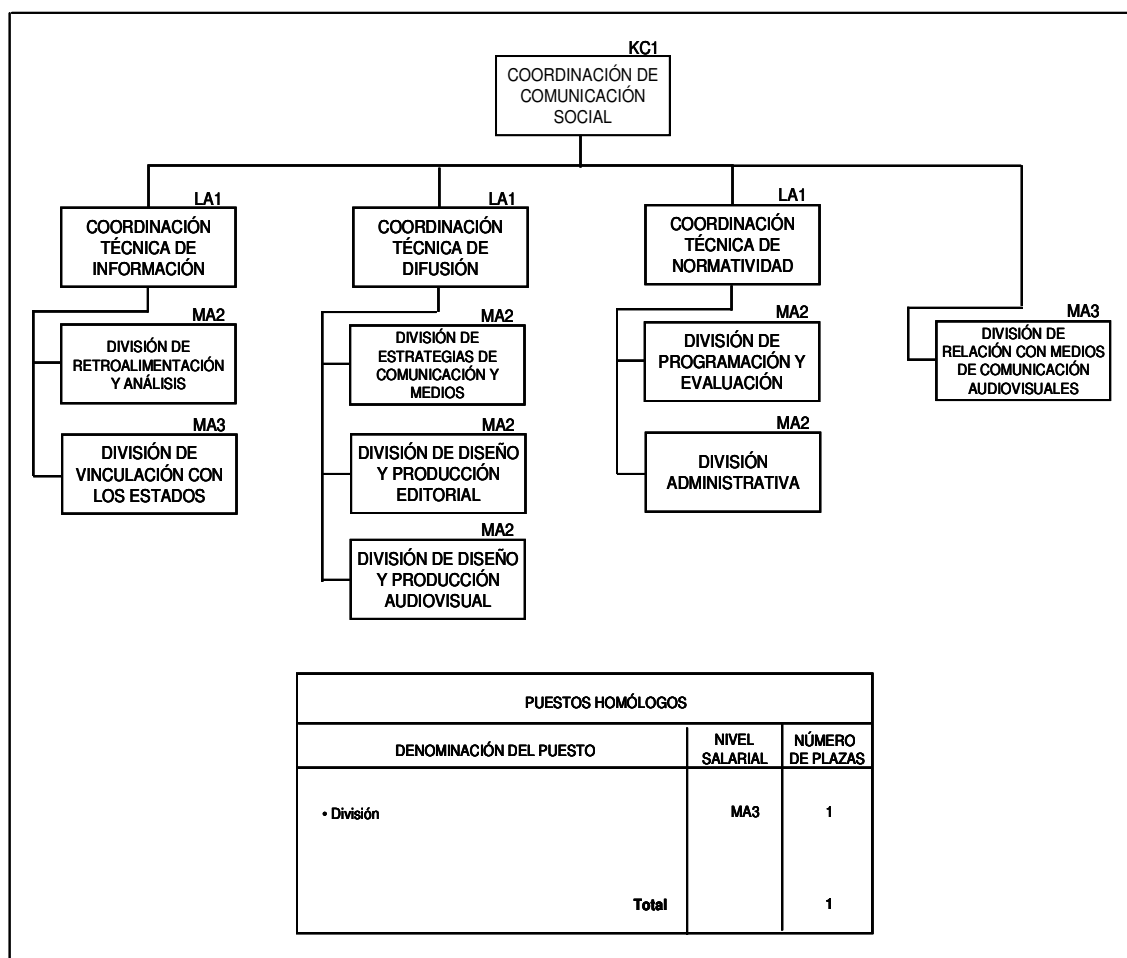 KC1
COORDINACIÓN DE
COMUNICACIÓN
SOCIAL
LA1
COORDINACIÓN
TÉCNICA DE
INFORMACIÓN
MA2
DIVISIÓN DE
RETROALIMENTACIÓN
Y ANÁLISIS
MA3
DIVISIÓN DE
VINCULACIÓN CON
LOS ESTADOS
LA1
COORDINACIÓN
TÉCNICA DE
DIFUSIÓN
MA2
DIVISIÓN DE
ESTRATEGIAS DE
COMUNICACIÓN Y
MEDIOS
MA2
DIVISIÓN DE DISEÑO
Y PRODUCCIÓN
EDITORIAL
MA2
DIVISIÓN DE DISEÑO
Y PRODUCCIÓN
AUDIOVISUAL
LA1
COORDINACIÓN
TÉCNICA DE
NORMATIVIDAD
MA2
DIVISIÓN DE
PROGRAMACIÓN Y
EVALUACIÓN
MA2
DIVISIÓN
ADMINISTRATIVA
MA3
DIVISIÓN DE
RELACIÓN CON MEDIOS
DE COMUNICACIÓN
AUDIOVISUALES
PUESTOS HOMÓLOGOS
DENOMINACIÓN DEL PUESTO
NIVEL
SALARIAL
NÚMERO
DE PLAZAS
• División MA3 1
Total 1